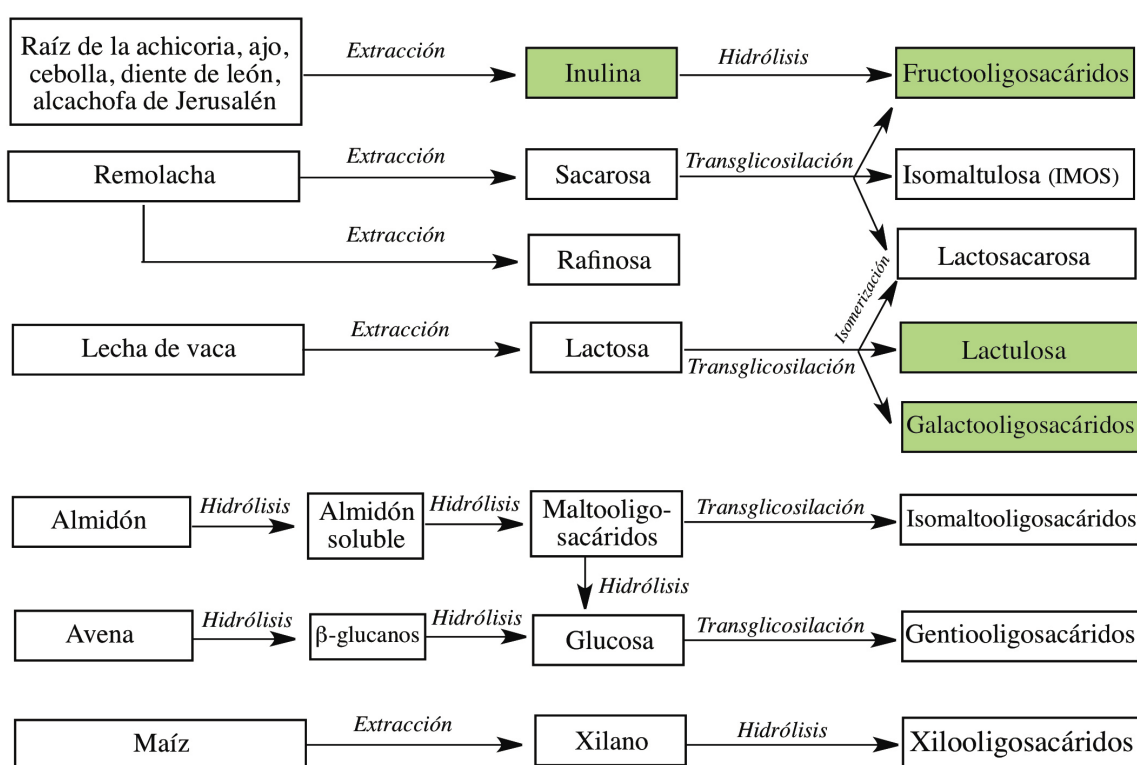 Raíz de la achicoria, ajo,
cebolla, diente de león,
alcachofa de Jerusalén
Extracción
Inulina
Hidrólisis
Fructooligosacáridos
Remolacha
Extracción
Sacarosa
Transglicosilación
Isomaltulosa (IMOS)
Extracción
Rafinosa
Lactosacarosa
Isomerización
Lecha de vaca
Extracción
Lactosa
Transglicosilación
Lactulosa
Galactooligosacáridos
Almidón
Hidrólisis
Almidón
soluble
Hidrólisis
Maltooligo-
sacáridos
Transglicosilación
Isomaltooligosacáridos
Hidrólisis
Avena
Hidrólisis
β-glucanos
Hidrólisis
Glucosa
Transglicosilación
Gentiooligosacáridos
Maíz
Extracción
Xilano
Hidrólisis
Xilooligosacáridos